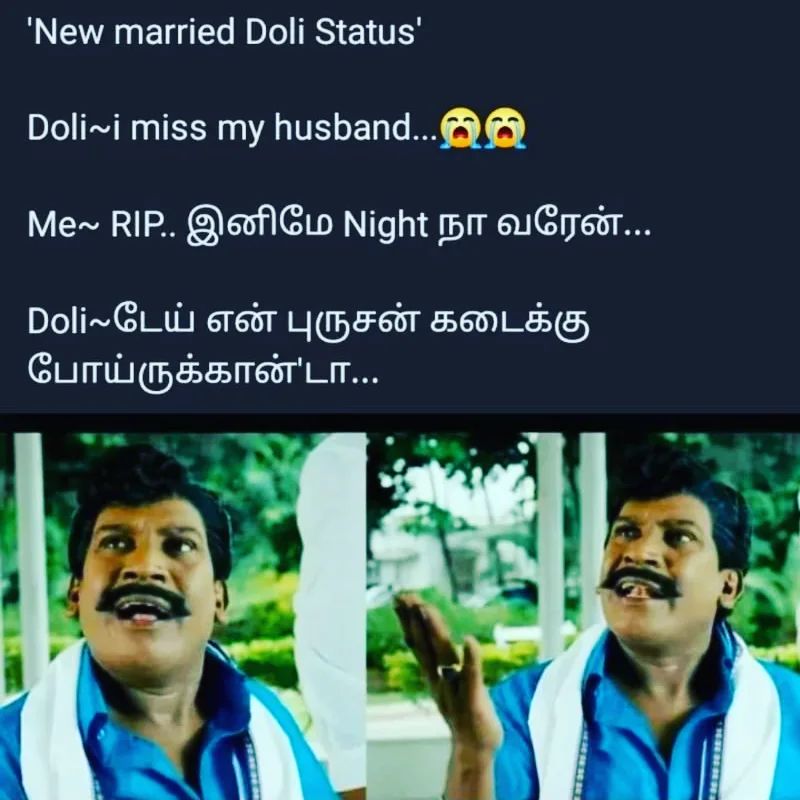 'New married Doli Status'
Doli~i miss my husband...😭😭
Me~ RIP.. இனிமே Night நா வரேன்...
Doli~டேய் என் புருசன் கடைக்கு
போய்ருக்கான்'டா...